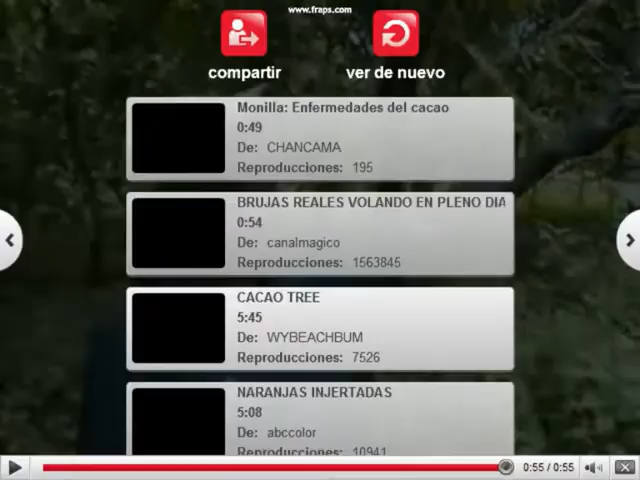 www.fraps.com
compartir
ver de nuevo
Monilla: Enfermedades del cacao
0:49
De: CHANCAMA
Reproducciones: 195
BRUJAS REALES VOLANDO EN PLENO DIA
0:54
De: canalmagico
Reproducciones: 1563845
CACAO TREE
5:45
De: WYBEACHBUM
Reproducciones: 7526
NARANJAS INJERTADAS
5:08
De: abccolor
Reproducciones: 10941
0:55 / 0:55